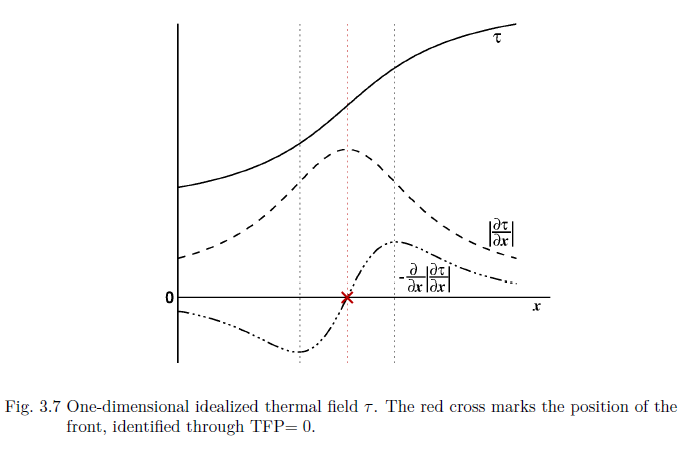 τ
|∂τ/∂x|
-∂/∂x|∂τ/∂x|
0
x
Fig. 3.7 One-dimensional idealized thermal field τ. The red cross marks the position of the
front, identified through TFP= 0.